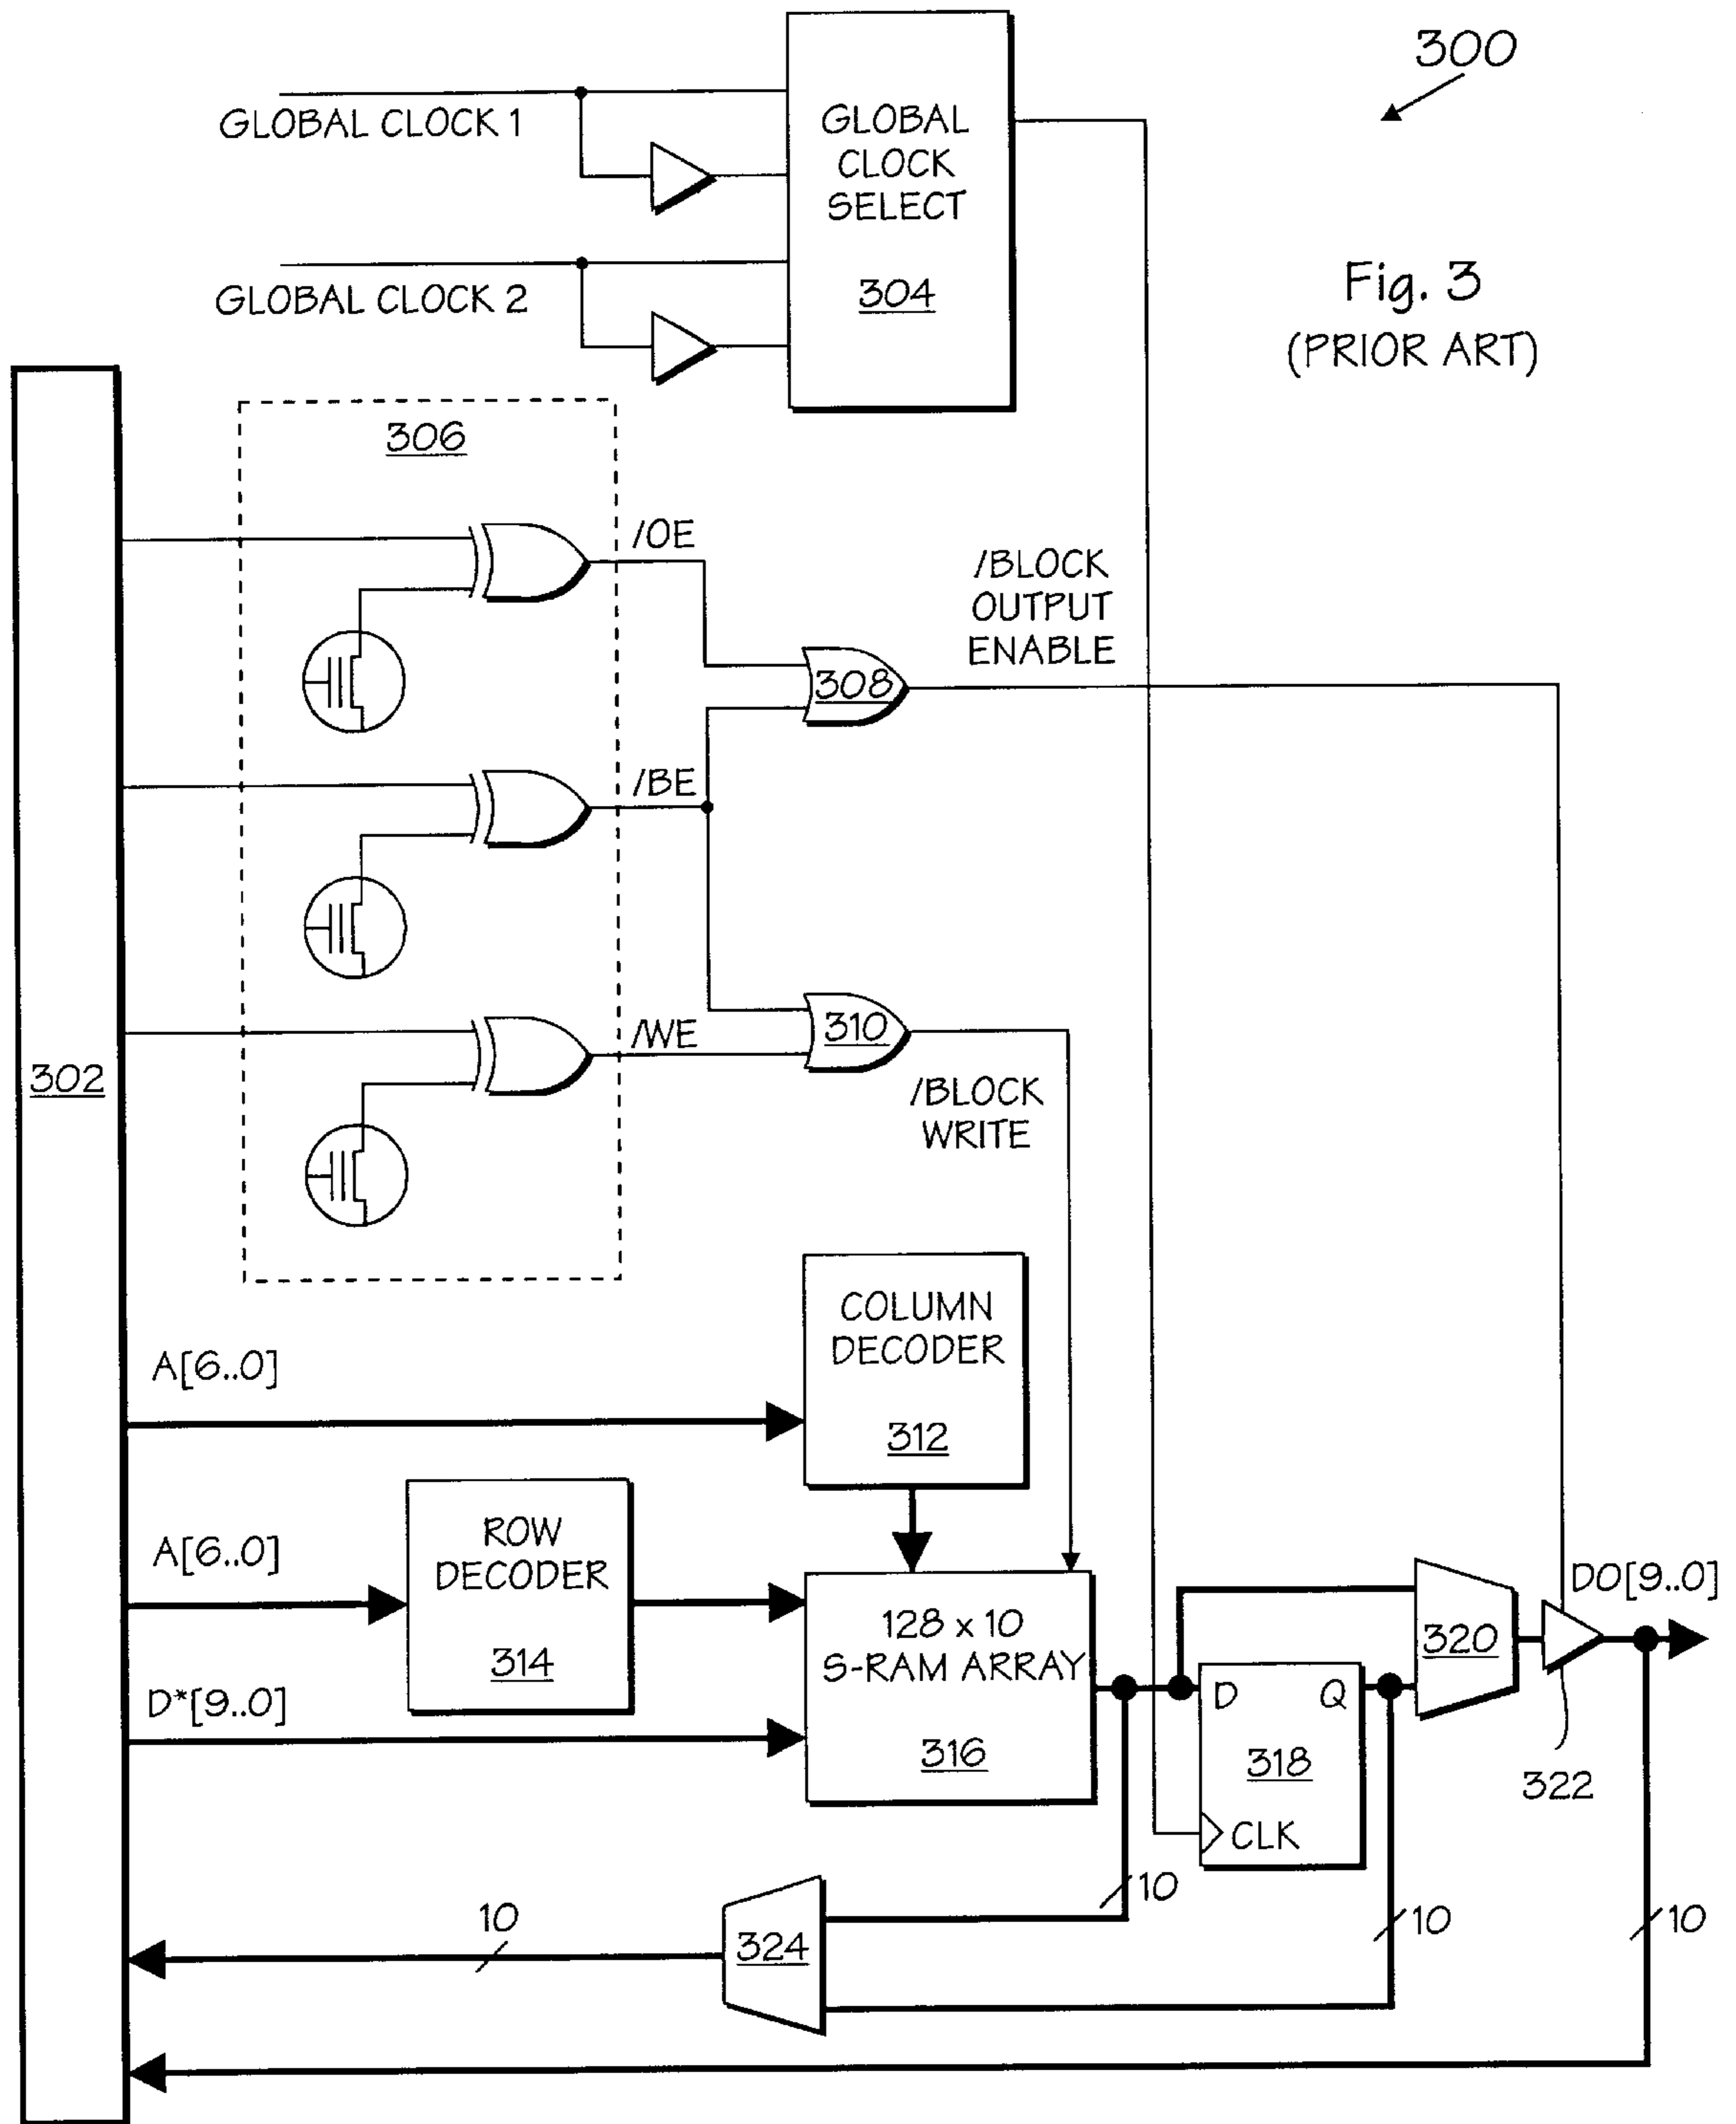 300
GLOBAL CLOCK 1
GLOBAL
CLOCK
SELECT
304
GLOBAL CLOCK 2
Fig. 3
(PRIOR ART)
306
/OE
/BLOCK
OUTPUT
ENABLE
308
/BE
302
/WE
310
/BLOCK
WRITE
COLUMN
DECODER
312
A[6..0]
ROW
DECODER
314
A[6..0]
D*[9..0]
128 x 10
S-RAM ARRAY
316
D Q
318
CLK
320
DO[9..0]
322
10
10
10
10
324